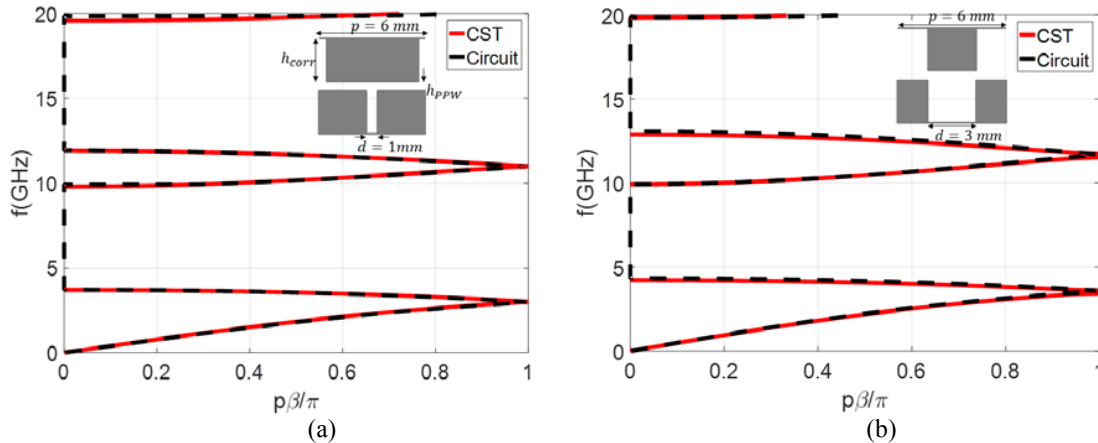 20
15
10
5
0
f(GHz)
0
0.2
0.4
0.6
0.8
1
pβ/π
p = 6 mm
h_corr
h_PPW
d = 1mm
CST
Circuit
(a)
20
15
10
5
0
f(GHz)
0
0.2
0.4
0.6
0.8
1
pβ/π
p = 6 mm
d = 3 mm
CST
Circuit
(b)